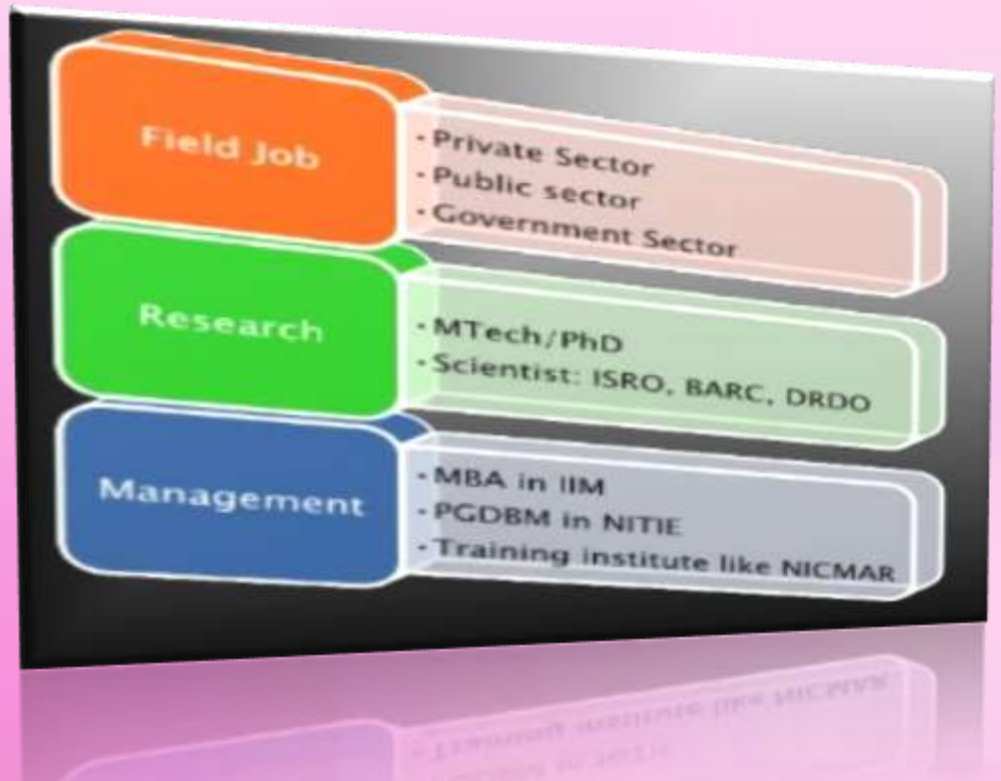 Field Job
- Private Sector
- Public sector
- Government Sector
Research
- MTech/PhD
- Scientist: ISRO, BARC, DRDO
Management
- MBA in IIM
- PGDBM in NITIE
- Training institute like NICMAR